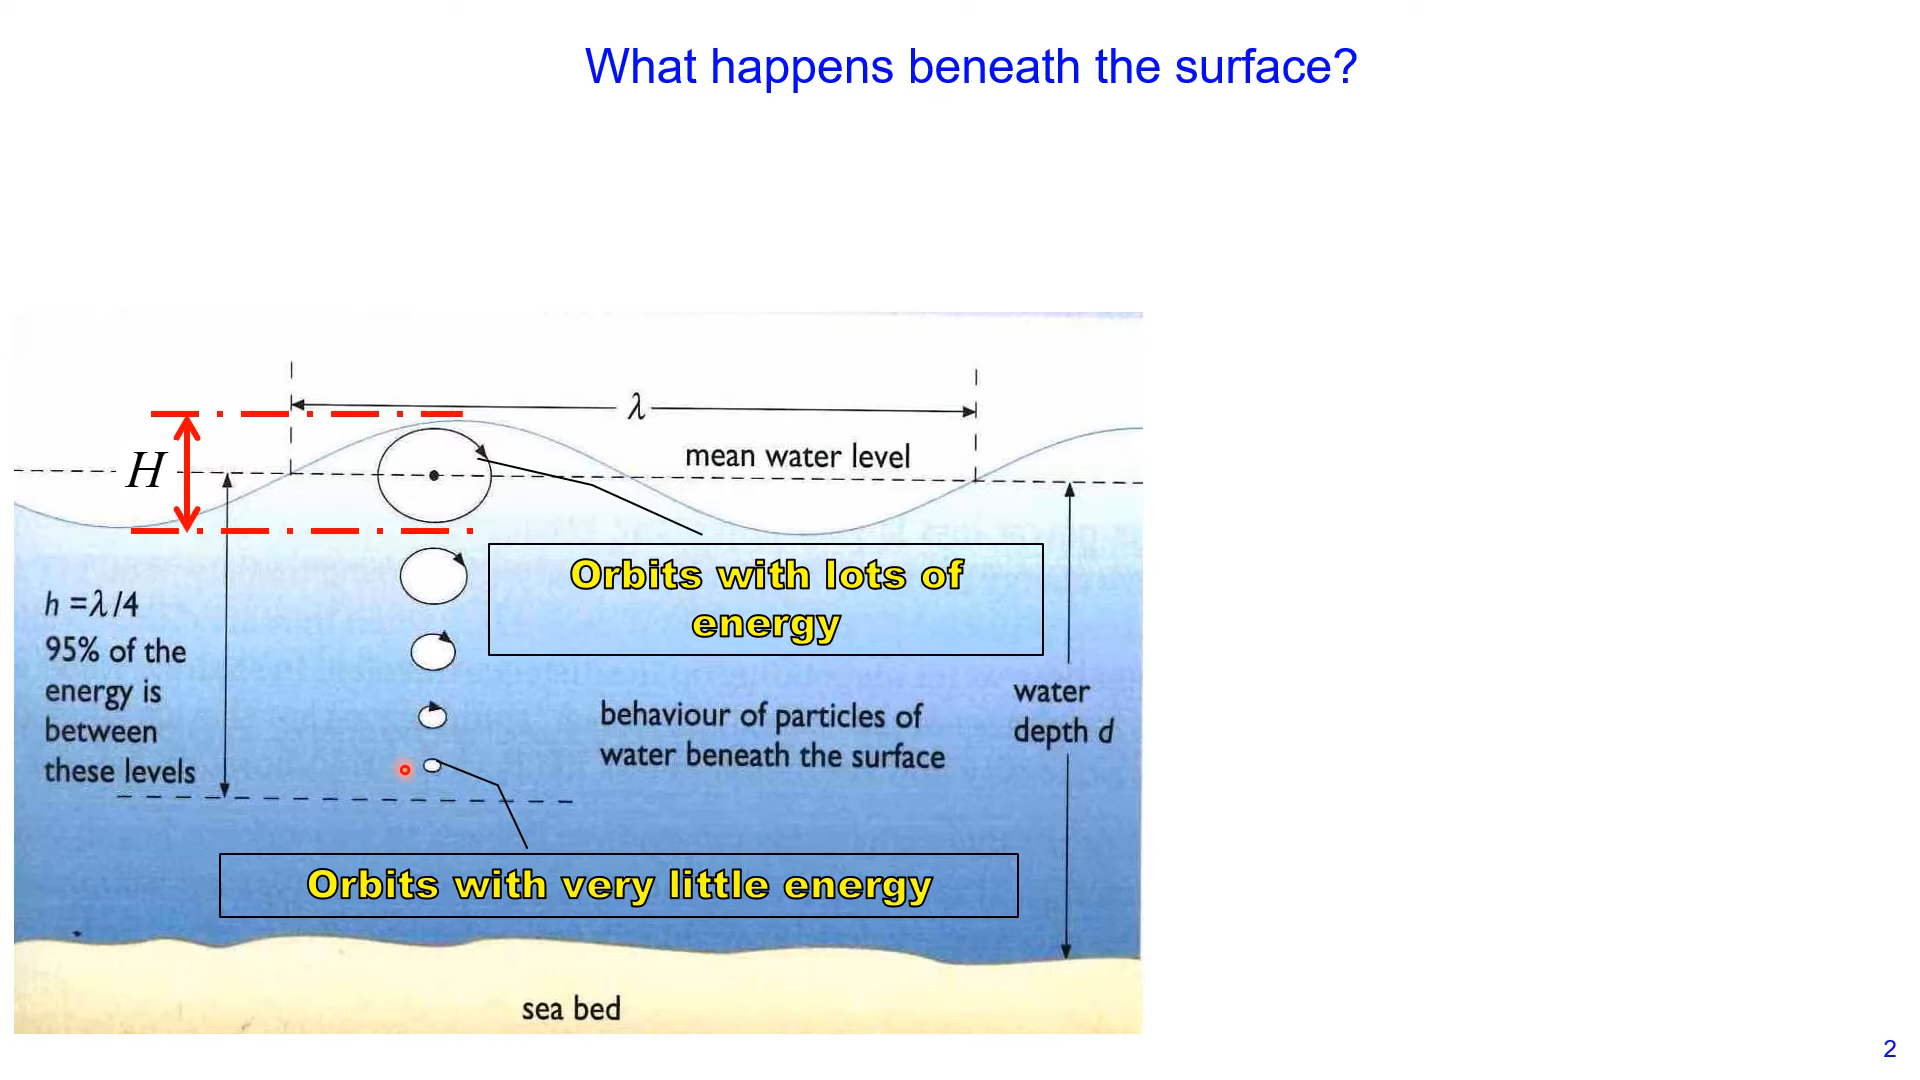 What happens beneath the surface?
λ
mean water level
H
Orbits with lots of
energy
h = λ /4
95% of the
energy is
between
these levels
behaviour of particles of
water beneath the surface
water
depth d
Orbits with very little energy
sea bed
2